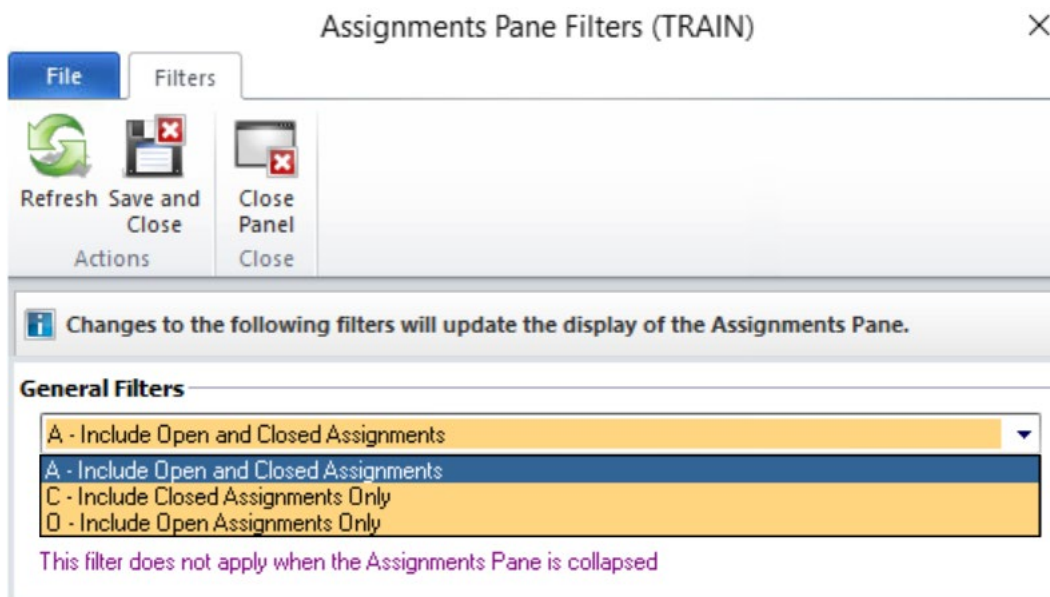 Assignments Pane Filters (TRAIN)
File
Filters
Refresh
Save and
Close
Close
Panel
Actions
Close
Changes to the following filters will update the display of the Assignments Pane.
General Filters
A - Include Open and Closed Assignments
A - Include Open and Closed Assignments
C - Include Closed Assignments Only
O - Include Open Assignments Only
This filter does not apply when the Assignments Pane is collapsed